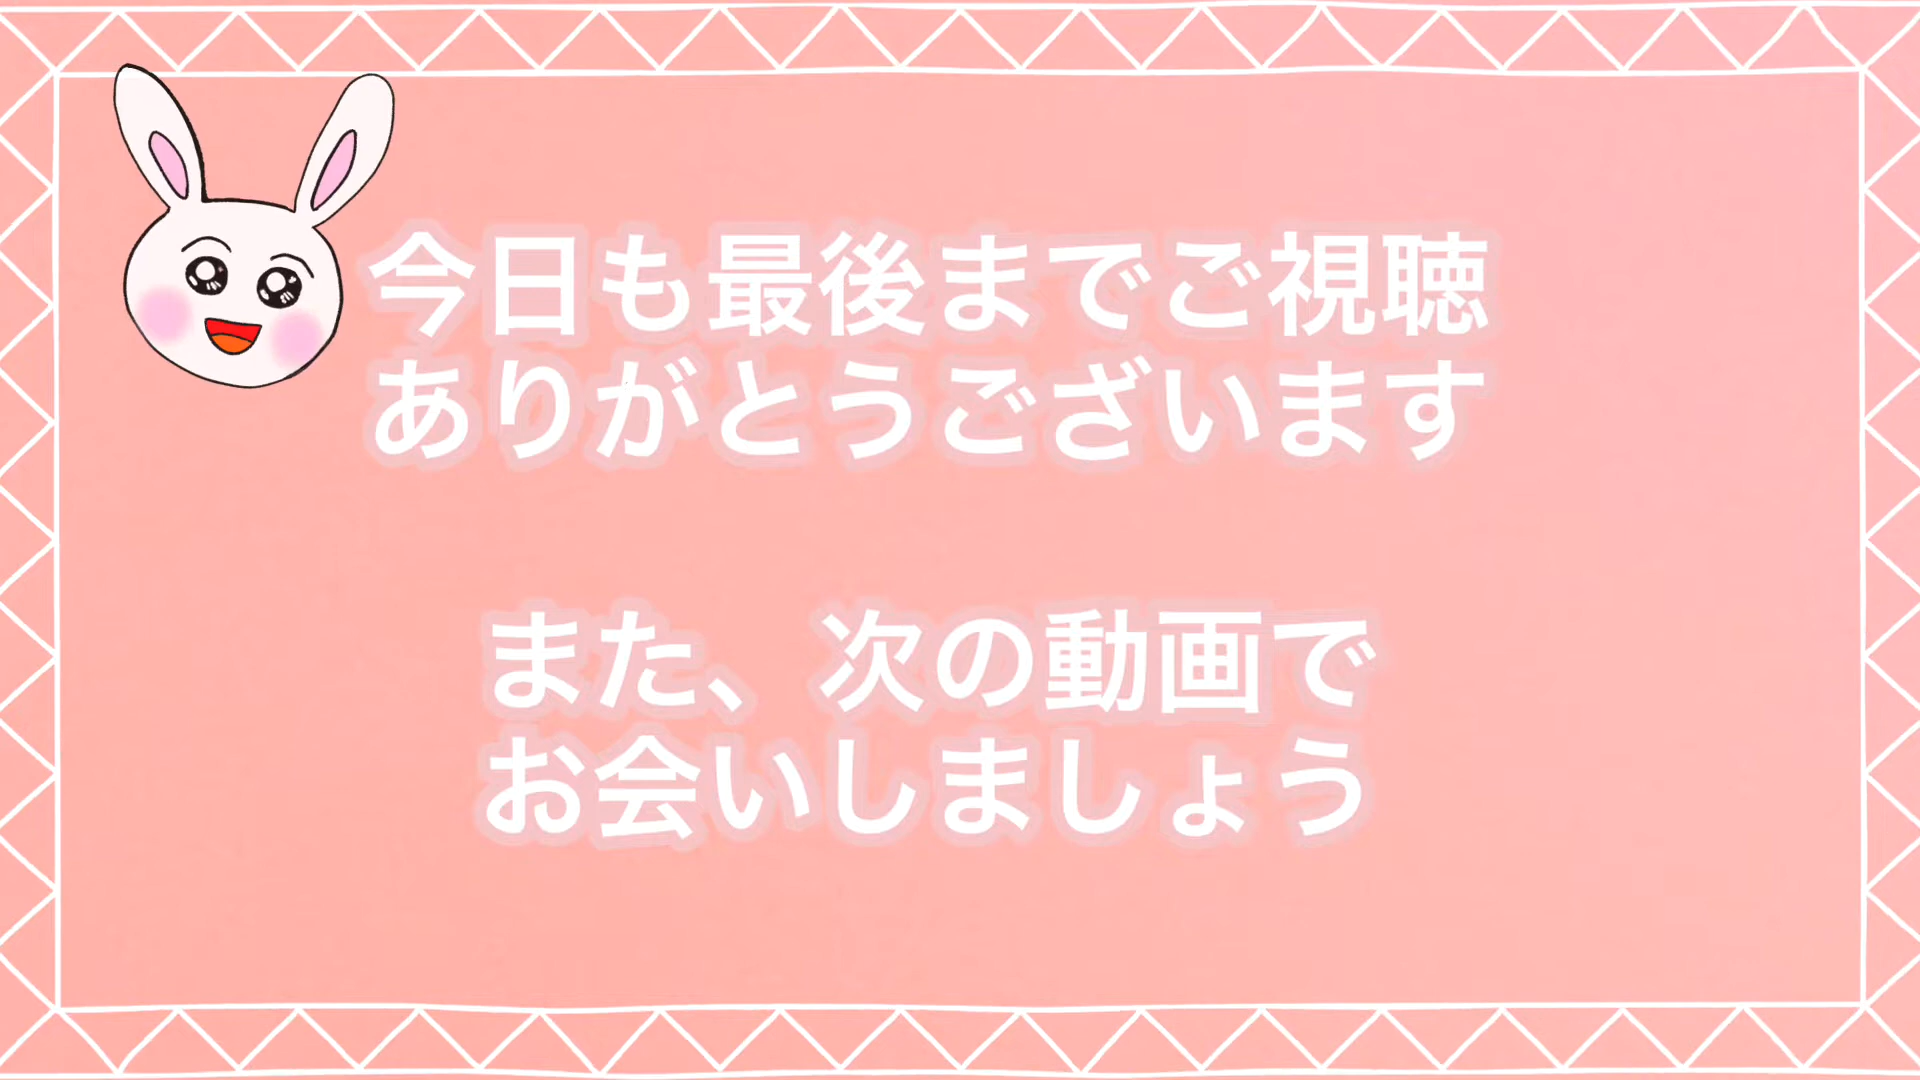 今日も最後までご視聴
ありがとうございます
また、次の動画で
お会いしましょう